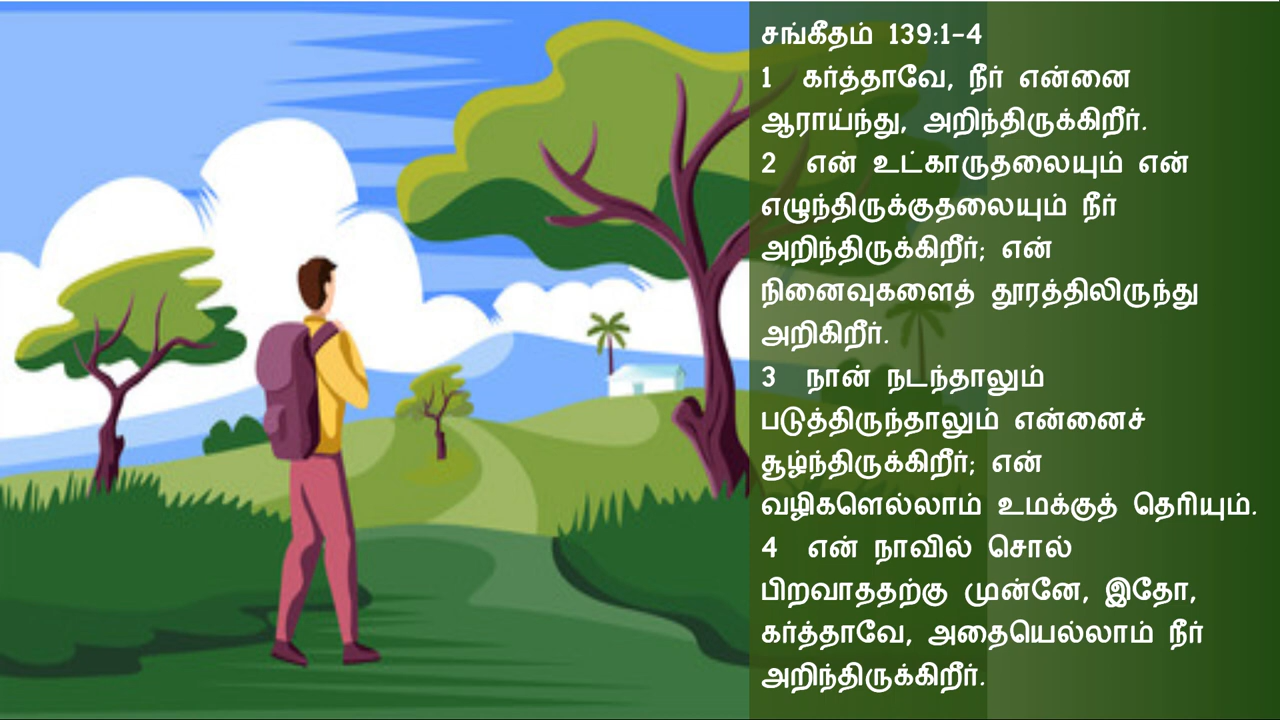 சங்கீதம் 139:1-4
1 கர்த்தாவே, நீர் என்னை
ஆராய்ந்து, அறிந்திருக்கிறீர்.
2 என் உட்காருதலையும் என்
எழுந்திருக்குதலையும் நீர்
அறிந்திருக்கிறீர்; என்
நினைவுகளைத் தூரத்திலிருந்து
அறிகிறீர்.
3 நான் நடந்தாலும்
படுத்திருந்தாலும் என்னைச்
சூழ்ந்திருக்கிறீர்; என்
வழிகளெல்லாம் உமக்குத் தெரியும்.
4 என் நாவில் சொல்
பிறவாததற்கு முன்னே, இதோ,
கர்த்தாவே, அதையெல்லாம் நீர்
அறிந்திருக்கிறீர்.